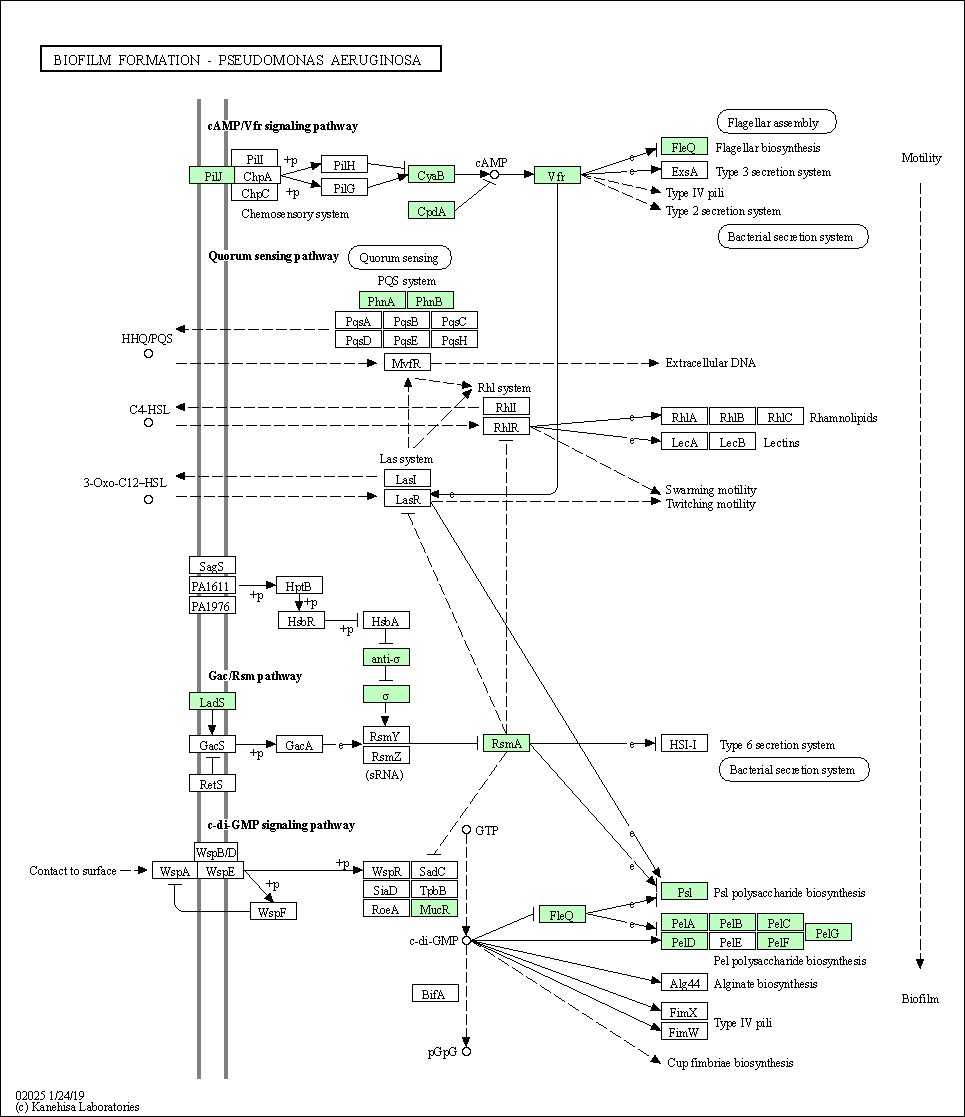 BIOFILM FORMATION - PSEUDOMONAS AERUGINOSA
cAMP/Vfr signaling pathway
Flagellar assembly
PilJ
PilI
ChpA
ChpC
+p
+p
PilH
PilG
CyaB
cAMP
Vfr
CpdA
Chemosensory system
e
FleQ
Flagellar biosynthesis
e
ExsA
Type 3 secretion system
Type IV pili
Type 2 secretion system
Bacterial secretion system
Motility
Quorum sensing pathway
Quorum sensing
PQS system
PhnA
PhnB
PqsA
PqsB
PqsC
PqsD
PqsE
PqsH
HHQ/PQS
MvfR
Extracellular DNA
Rhl system
C4-HSL
RhlI
RhlR
e
RhlA
RhlB
RhlC
Rhamnolipids
e
LecA
LecB
Lectins
Las system
3-Oxo-C12-HSL
LasI
LasR
e
Swarming motility
Twitching motility
SagS
PA1611
PA1976
+p
HptB
+p
HsbR
+p
HsbA
anti-σ
σ
Gac/Rsm pathway
LadS
GacS
+p
GacA
e
RsmY
RsmZ
(sRNA)
RetS
RsmA
e
HSI-I
Type 6 secretion system
Bacterial secretion system
c-di-GMP signaling pathway
GTP
Contact to surface
WspB/D
WspA
WspE
+p
+p
WspF
WspR
SadC
SiaD
TpbB
RoeA
MucR
c-di-GMP
e
e
FleQ
e
e
Psl
Psl polysaccharide biosynthesis
PelA
PelB
PelC
PelD
PelE
PelF
PelG
Pel polysaccharide biosynthesis
Alg44
Alginate biosynthesis
BifA
FimX
FimW
Type IV pili
Biofilm
pGpG
Cup fimbriae biosynthesis
02025 1/24/19
(c) Kanehisa Laboratories